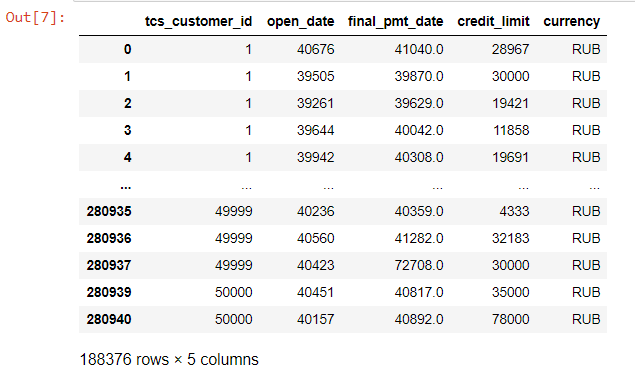 Out[7]:
tcs_customer_id open_date final_pmt_date credit_limit currency
0 1 40676 41040.0 28967 RUB
1 1 39505 39870.0 30000 RUB
2 1 39261 39629.0 19421 RUB
3 1 39644 40042.0 11858 RUB
4 1 39942 40308.0 19691 RUB
... ... ... ... ... ...
280935 49999 40236 40359.0 4333 RUB
280936 49999 40560 41282.0 32183 RUB
280937 49999 40423 72708.0 30000 RUB
280939 50000 40451 40817.0 35000 RUB
280940 50000 40157 40892.0 78000 RUB
188376 rows × 5 columns